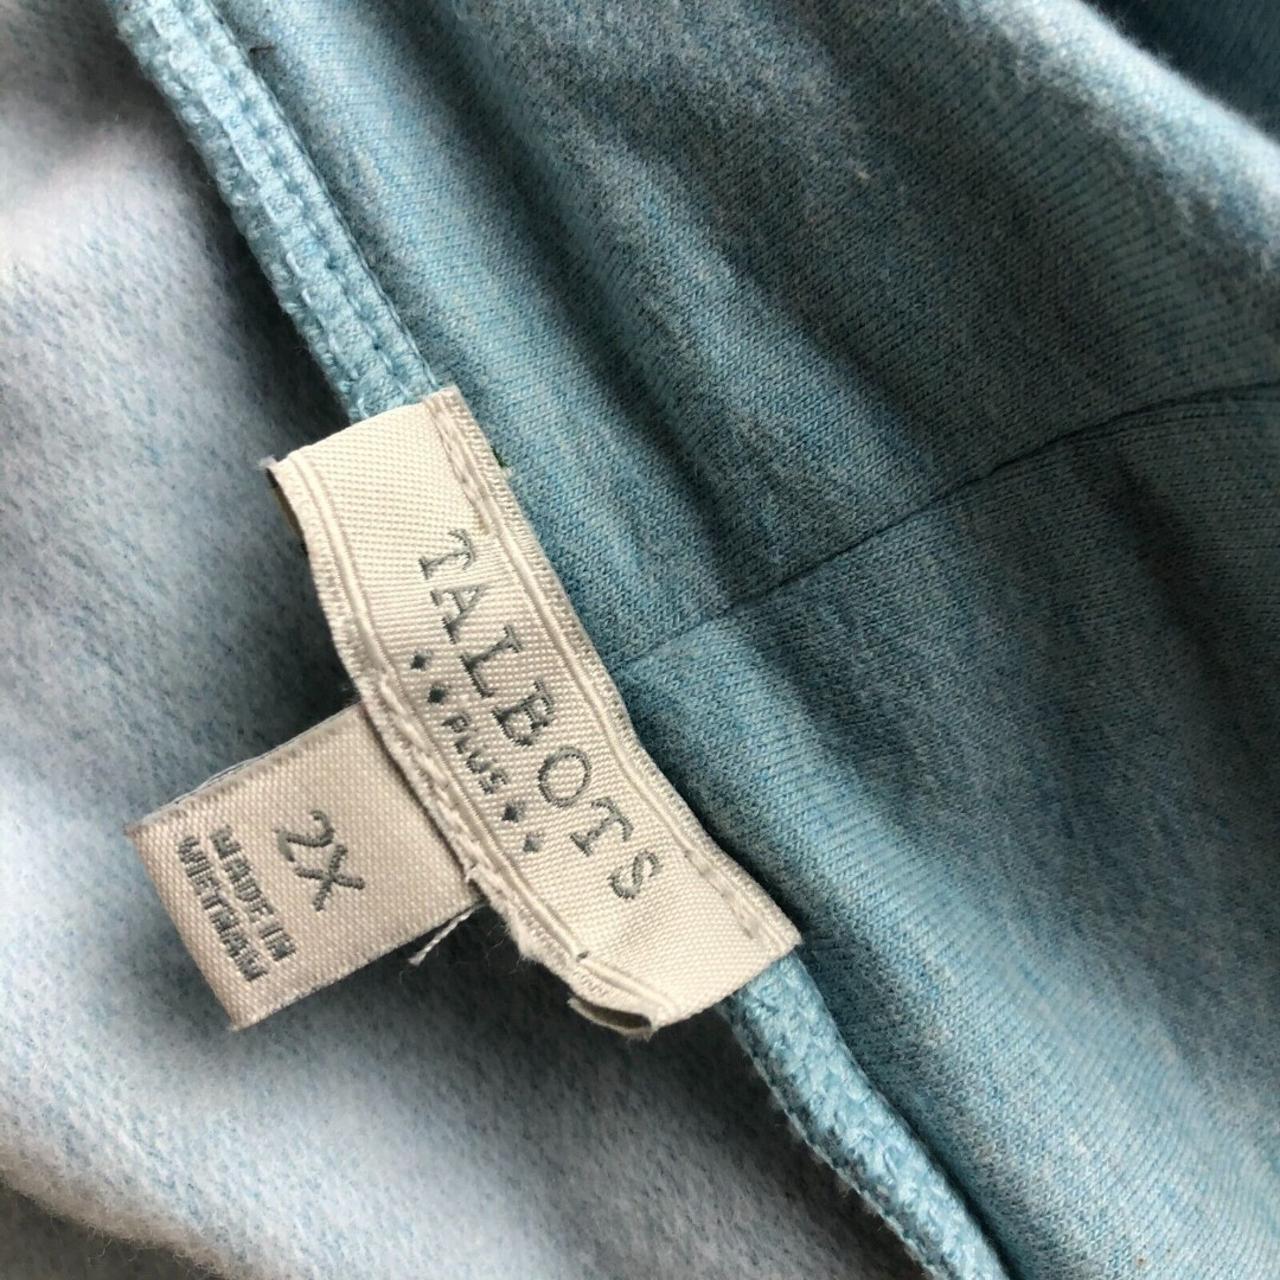 TALBOTS
PLUS
2X
MADE IN
VIETNAM